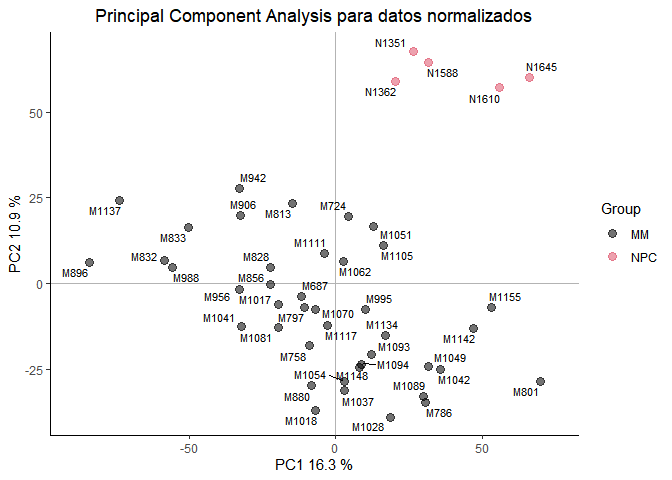 Principal Component Analysis para datos normalizados
N1351
N1588
N1645
N1362
N1610
50
M942
M1137
M906
M813
M724
25
M833
M1051
M1111
M1105
M832
M828
M896
M988
M856
M1062
0
M956
M1017
M687
M995
M1155
M1041
M797
M1070
M1134
M1081
M1117
M1142
M758
M1093
M1049
M1094
-25
M1054
M1148
M1042
M1089
M801
M880
M1037
M786
M1018
M1028
-50
0
50
PC1 16.3 %
PC2 10.9 %
Group
MM
NPC